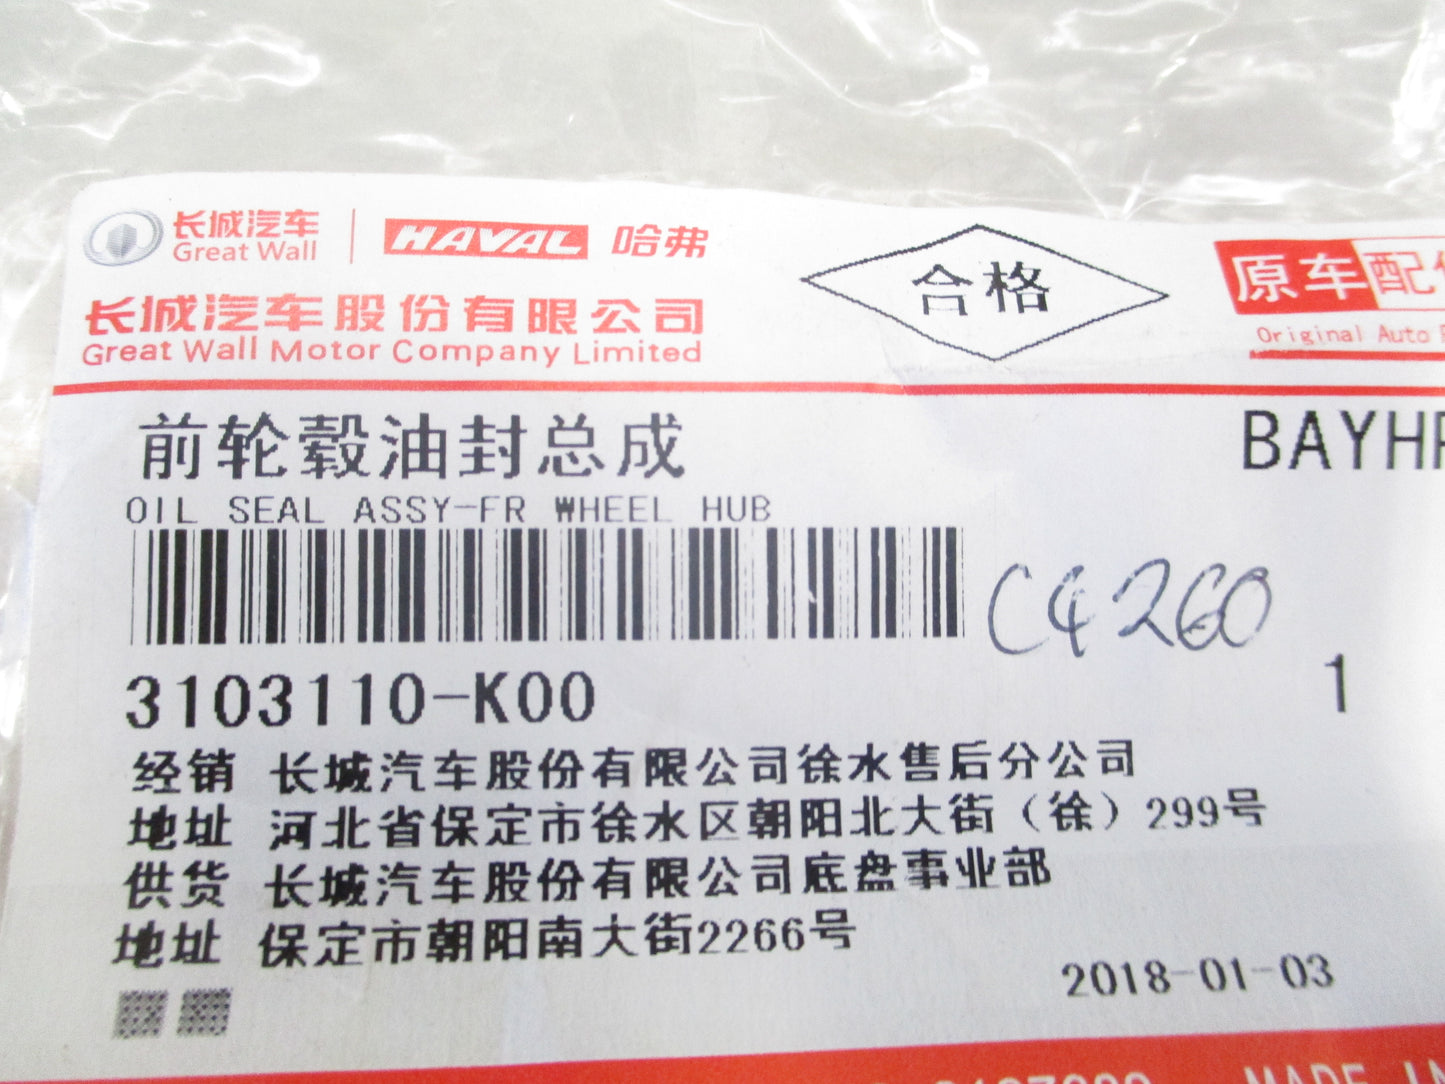 长城汽车
Great Wall
HAVAL 哈弗
长城汽车股份有限公司
Great Wall Motor Company Limited
合格
原车配件
Original Auto
前轮毂油封总成
OIL SEAL ASSY-FR WHEEL HUB
C4260
3103110-K00
1
经销 长城汽车股份有限公司徐水售后分公司
地址 河北省保定市徐水区朝阳北大街（徐）299号
供货 长城汽车股份有限公司底盘事业部
地址 保定市朝阳南大街2266号
2018-01-03
MADE IN